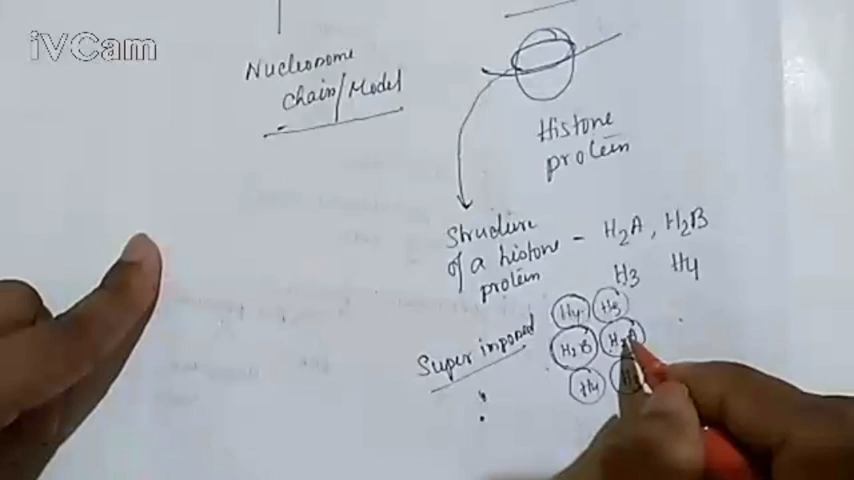 iVCam
Nucleosome
chain/Model
Histone
protein
Structure
of a histone - H2A, H2B
protein
H3 H4
Super imposed
H4 H3
H2B H2A
H4